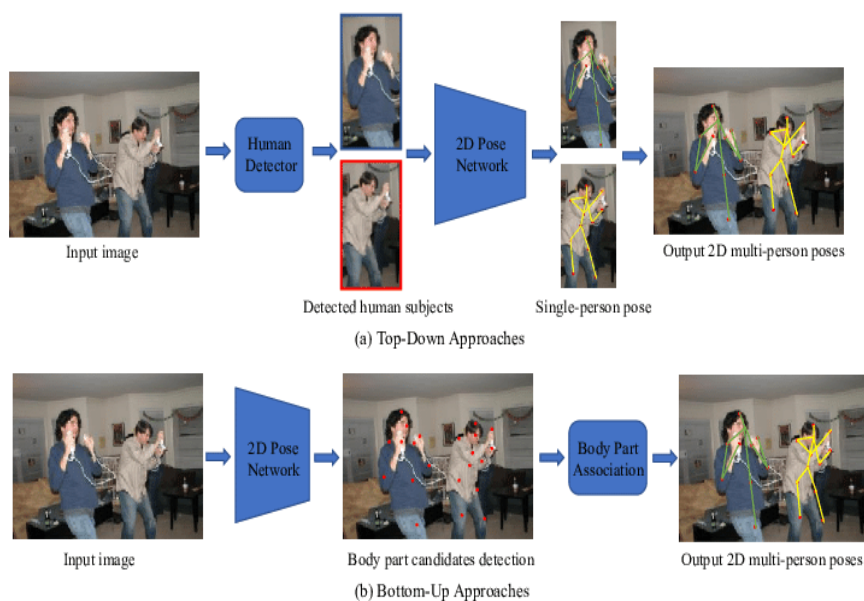 Human
Detector
2D Pose
Network
Input image
Output 2D multi-person poses
Detected human subjects
Single-person pose
(a) Top-Down Approaches
2D Pose
Network
Body Part
Association
Input image
Body part candidates detection
Output 2D multi-person poses
(b) Bottom-Up Approaches